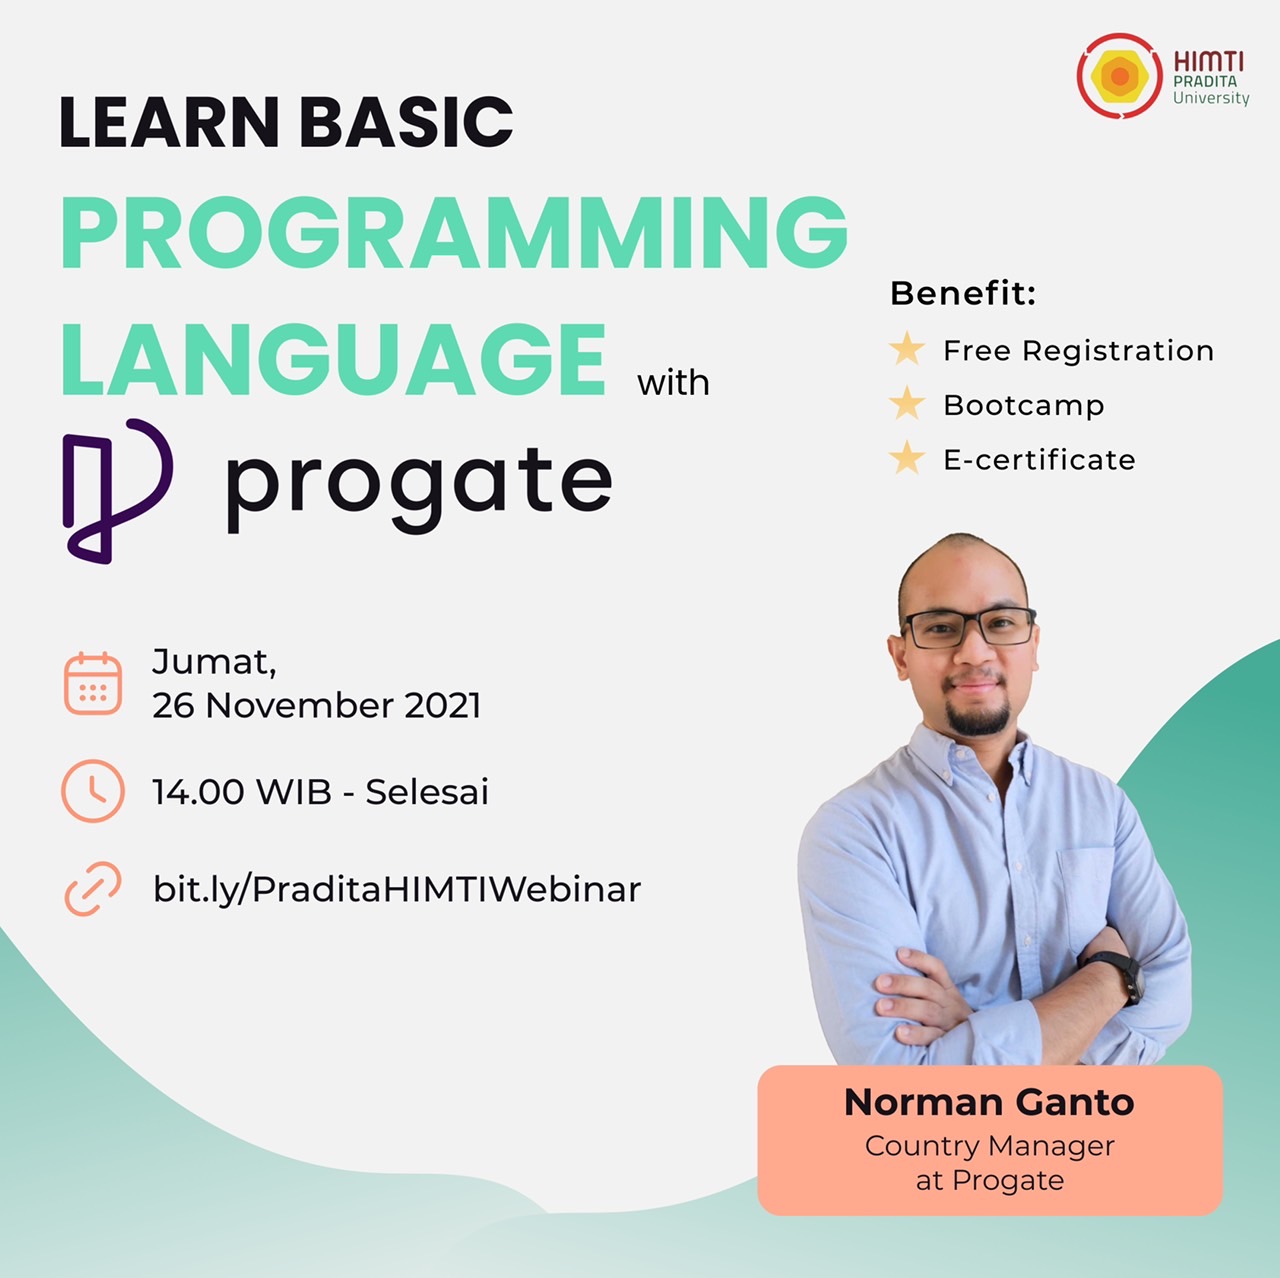 HIMTI
PRADITA
University
LEARN BASIC
PROGRAMMING
LANGUAGE with
progate
Benefit:
Free Registration
Bootcamp
E-certificate
Jumat,
26 November 2021
14.00 WIB - Selesai
bit.ly/PraditaHIMTIWebinar
Norman Ganto
Country Manager
at Progate